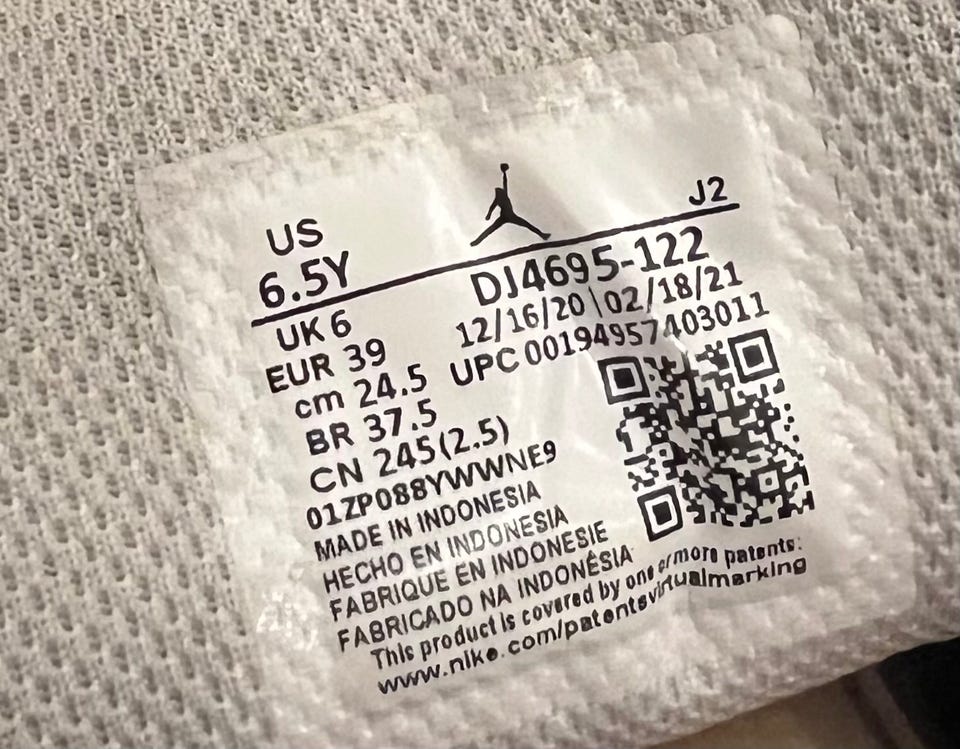 US
6.5Y
J2
UK 6
EUR 39
cm 24.5
BR 37.5
CN 245(2.5)
DJ4695-122
12/16/20 | 02/18/21
UPC 00194957403011
01ZP088YWWNE9
MADE IN INDONESIA
HECHO EN INDONESIA
FABRIQUE EN INDONESIE
FABRICADO NA INDONÉSIA
This product is covered by one or more patents:
www.nike.com/patentsvirtualmarking